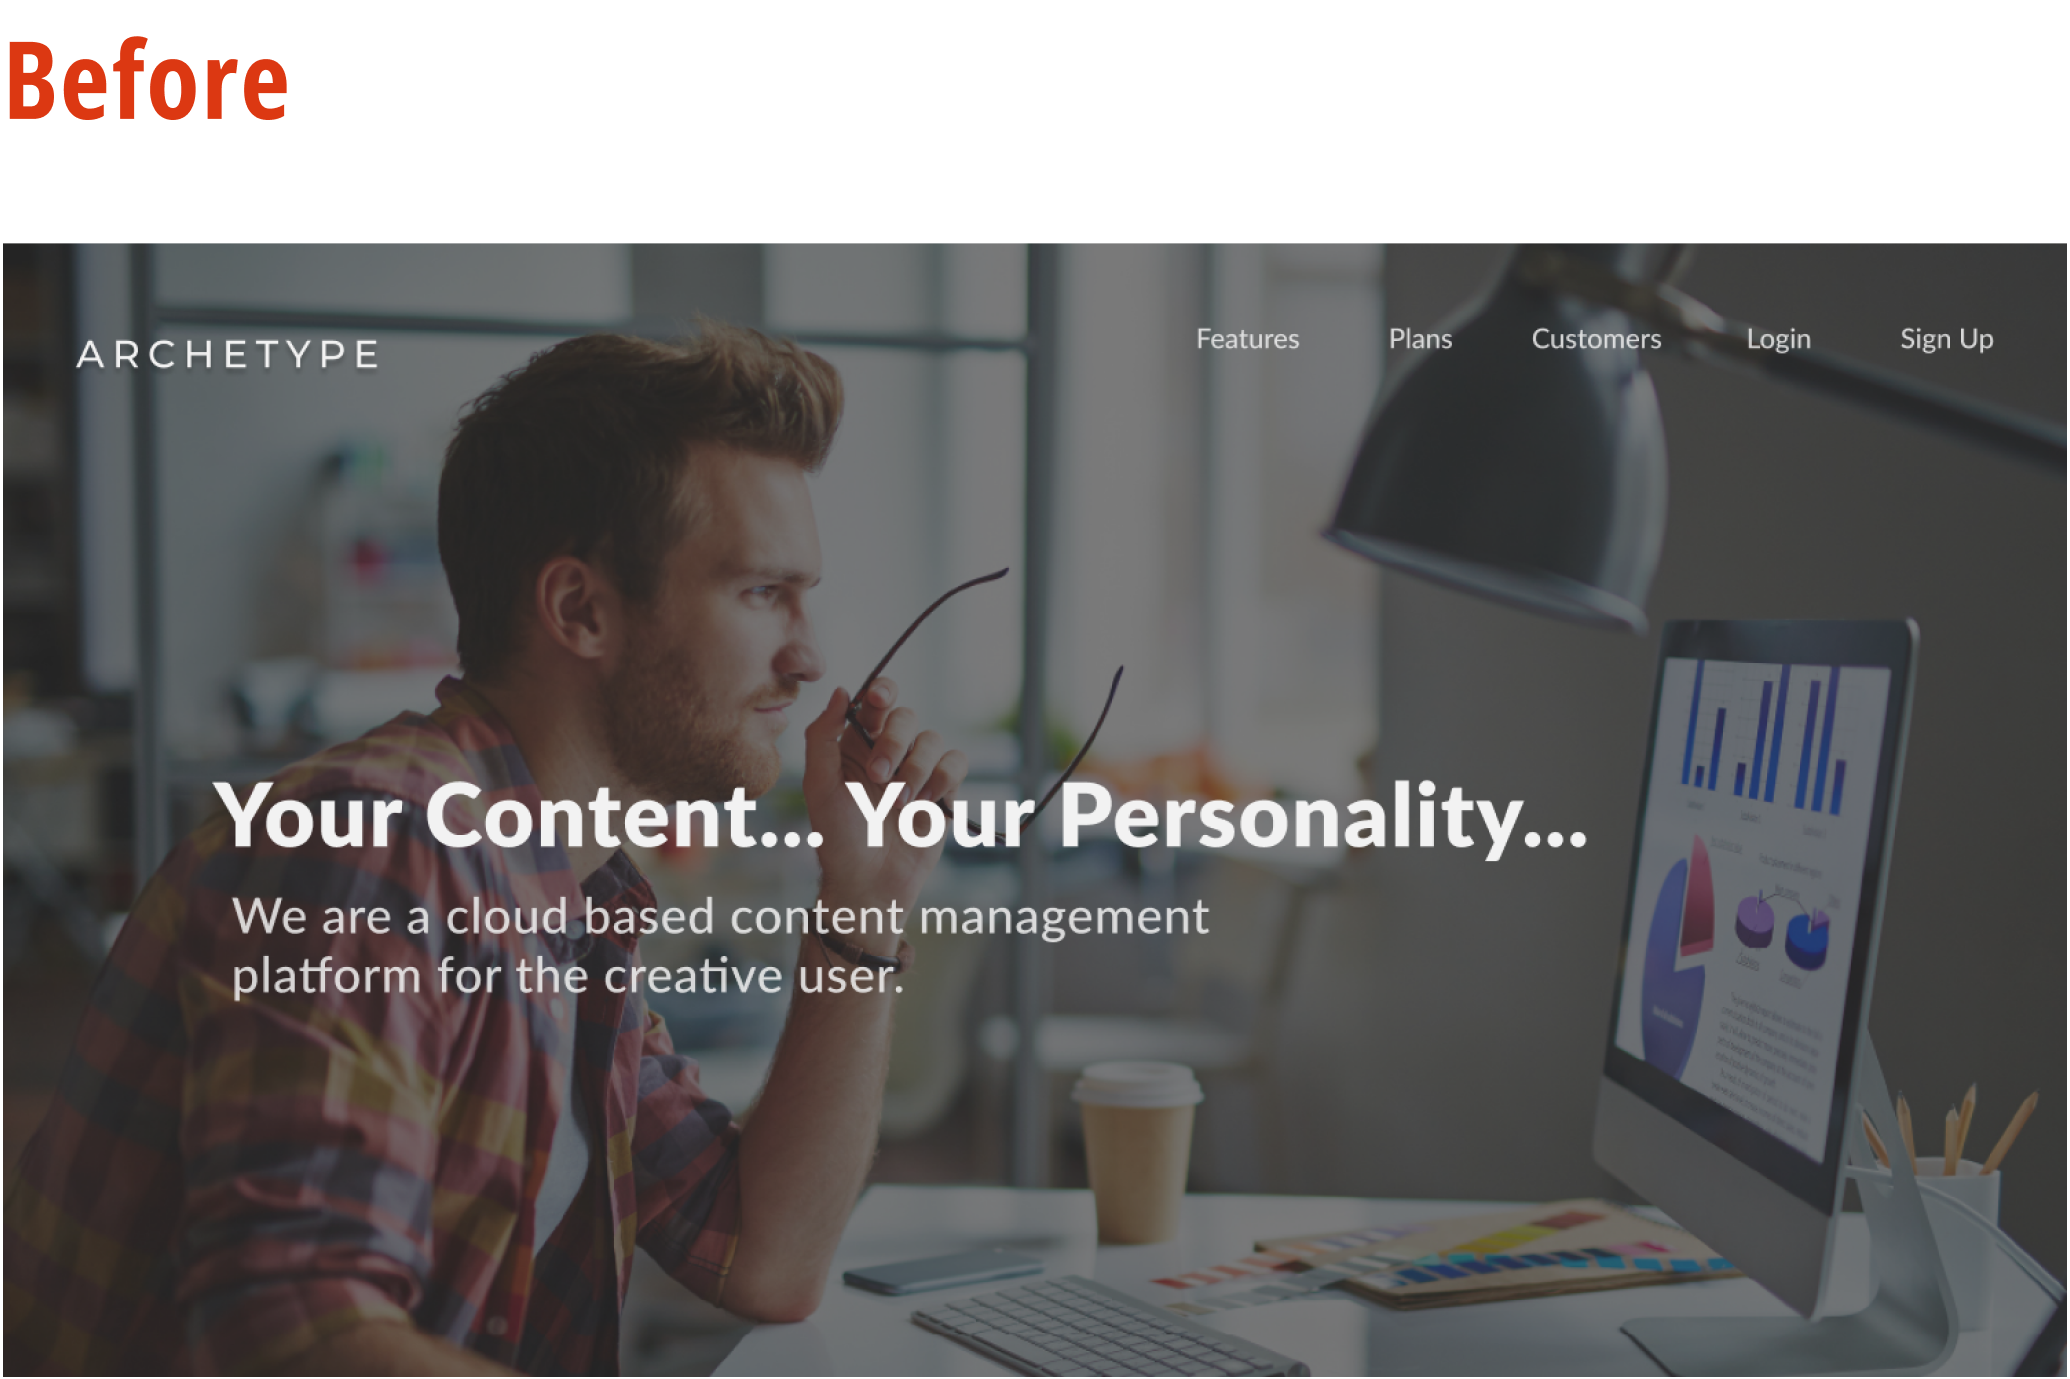 Before
ARCHETYPE
Features Plans Customers Login Sign Up
Your Content... Your Personality...
We are a cloud based content management
platform for the creative user.